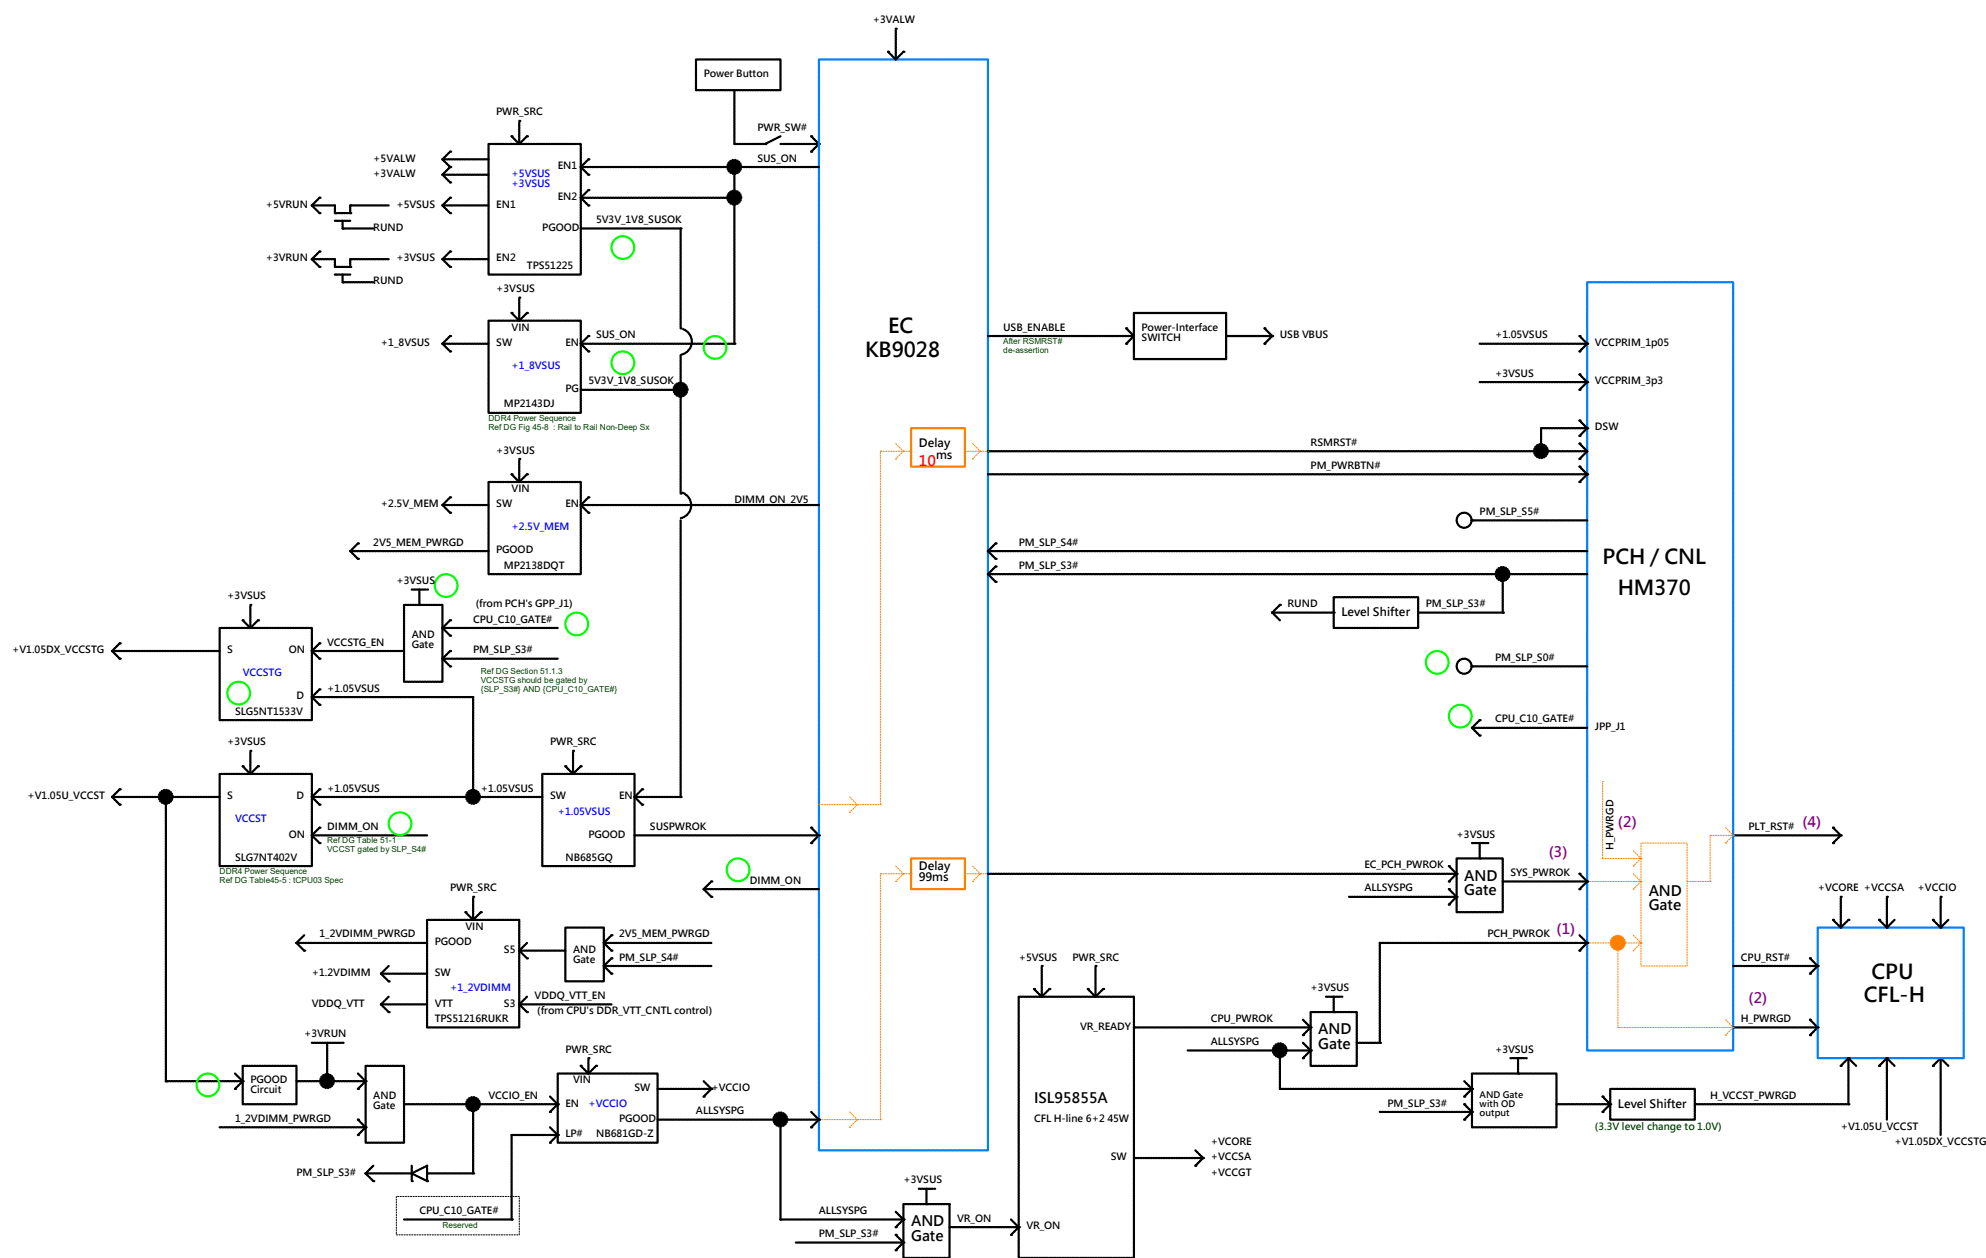 +3VALW
Power Button
PWR_SW#
PWR_SRC
+5VALW
+3VALW
+5VSUS
+3VSUS
EN1
EN2
SUS_ON
+5VRUN
+5VSUS
EN1
RUND
PGOOD
5V3V_1V8_SUSOK
+3VRUN
+3VSUS
EN2
TPS51225
RUND
+3VSUS
VIN
+1_8VSUS
SW
EN
SUS_ON
+1_8VSUS
PG
5V3V_1V8_SUSOK
MP2143DJ
DDR4 Power Sequence
Ref DG Fig 45-8 : Rail to Rail Non-Deep Sx
+3VSUS
VIN
+2.5V_MEM
SW
EN
DIMM_ON_2V5
+2.5V_MEM
2V5_MEM_PWRGD
PGOOD
MP2138DQT
+3VSUS
(from PCH's GPP_J1)
CPU_C10_GATE#
AND
Gate
PM_SLP_S3#
Ref DG Section 51.1.3
VCCSTG should be gated by
{SLP_S3#} AND {CPU_C10_GATE#}
+3VSUS
+V1.05DX_VCCSTG
S
ON
VCCSTG_EN
VCCSTG
D
+1.05VSUS
SLG5NT1533V
+3VSUS
+V1.05U_VCCST
S
D
+1.05VSUS
VCCST
ON
DIMM_ON
Ref DG Table 51-1
VCCST gated by SLP_S4#
SLG7NT402V
DDR4 Power Sequence
Ref DG Table45-5 : tCPU03 Spec
PWR_SRC
+1.05VSUS
SW
EN
+1.05VSUS
PGOOD
SUSPWROK
NB685GQ
DIMM_ON
PWR_SRC
VIN
1_2VDIMM_PWRGD
PGOOD
S5
AND
Gate
2V5_MEM_PWRGD
PM_SLP_S4#
+1.2VDIMM
SW
+1_2VDIMM
VDDQ_VTT
VTT
S3
VDDQ_VTT_EN
(from CPU's DDR_VTT_CNTL control)
TPS51216RUKR
+3VRUN
PGOOD
Circuit
AND
Gate
1_2VDIMM_PWRGD
VCCIO_EN
PWR_SRC
VIN
SW
+VCCIO
EN
+VCCIO
PGOOD
ALLSYSPG
LP#
NB681GD-Z
PM_SLP_S3#
CPU_C10_GATE#
Reserved
EC
KB9028
Delay
10ms
Delay
99ms
ALLSYSPG
PM_SLP_S3#
+3VSUS
AND
Gate
VR_ON
+5VSUS
PWR_SRC
VR_READY
ISL95855A
CFL H-line 6+2 45W
SW
VR_ON
+VCORE
+VCCSA
+VCCGT
USB_ENABLE
After RSMRST#
de-assertion
Power-Interface
SWITCH
USB VBUS
RSMRST#
PM_PWRBTN#
PM_SLP_S5#
PM_SLP_S4#
PM_SLP_S3#
RUND
Level Shifter
PM_SLP_S3#
PM_SLP_S0#
CPU_C10_GATE#
JPP_J1
+1.05VSUS
VCCPRIM_1p05
+3VSUS
VCCPRIM_3p3
DSW
PCH / CNL
HM370
+3VSUS
EC_PCH_PWROK
ALLSYSPG
AND
Gate
(3)
SYS_PWROK
PCH_PWROK
(1)
H_PWRGD
(2)
AND
Gate
PLT_RST#
(4)
CPU_PWROK
ALLSYSPG
+3VSUS
AND
Gate
+3VSUS
AND Gate
with OD
output
PM_SLP_S3#
Level Shifter
(3.3V level change to 1.0V)
H_VCCST_PWRGD
CPU_RST#
(2)
H_PWRGD
+VCORE
+VCCSA
+VCCIO
CPU
CFL-H
+V1.05U_VCCST
+V1.05DX_VCCSTG